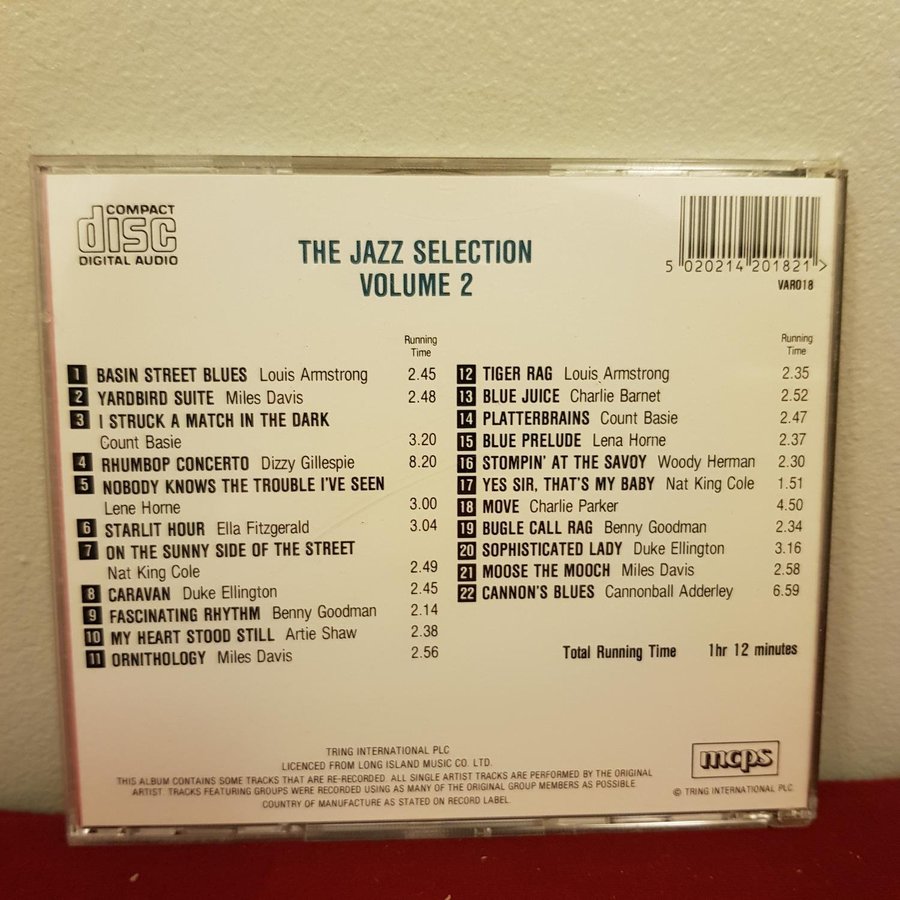 COMPACT
disc
DIGITAL AUDIO
THE JAZZ SELECTION
VOLUME 2
5 020214 201821 >
VAR018
Running
Time
1 BASIN STREET BLUES Louis Armstrong 2.45
2 YARDBIRD SUITE Miles Davis 2.48
3 I STRUCK A MATCH IN THE DARK
Count Basie 3.20
4 RHUMBOP CONCERTO Dizzy Gillespie 8.20
5 NOBODY KNOWS THE TROUBLE I'VE SEEN
Lene Horne 3.00
6 STARLIT HOUR Ella Fitzgerald 3.04
7 ON THE SUNNY SIDE OF THE STREET
Nat King Cole 2.49
8 CARAVAN Duke Ellington 2.45
9 FASCINATING RHYTHM Benny Goodman 2.14
10 MY HEART STOOD STILL Artie Shaw 2.38
11 ORNITHOLOGY Miles Davis 2.56
Running
Time
12 TIGER RAG Louis Armstrong 2.35
13 BLUE JUICE Charlie Barnet 2.52
14 PLATTERBRAINS Count Basie 2.47
15 BLUE PRELUDE Lena Horne 2.37
16 STOMPIN' AT THE SAVOY Woody Herman 2.30
17 YES SIR, THAT'S MY BABY Nat King Cole 1.51
18 MOVE Charlie Parker 4.50
19 BUGLE CALL RAG Benny Goodman 2.34
20 SOPHISTICATED LADY Duke Ellington 3.16
21 MOOSE THE MOOCH Miles Davis 2.58
22 CANNON'S BLUES Cannonball Adderley 6.59
Total Running Time 1hr 12 minutes
TRING INTERNATIONAL PLC
LICENCED FROM LONG ISLAND MUSIC CO. LTD.
THIS ALBUM CONTAINS SOME TRACKS THAT ARE RE-RECORDED. ALL SINGLE ARTIST TRACKS ARE PERFORMED BY THE ORIGINAL
ARTIST. TRACKS FEATURING GROUPS WERE RECORDED USING AS MANY OF THE ORIGINAL GROUP MEMBERS AS POSSIBLE
COUNTRY OF MANUFACTURE AS STATED ON RECORD LABEL
mcps
© TRING INTERNATIONAL PLC.